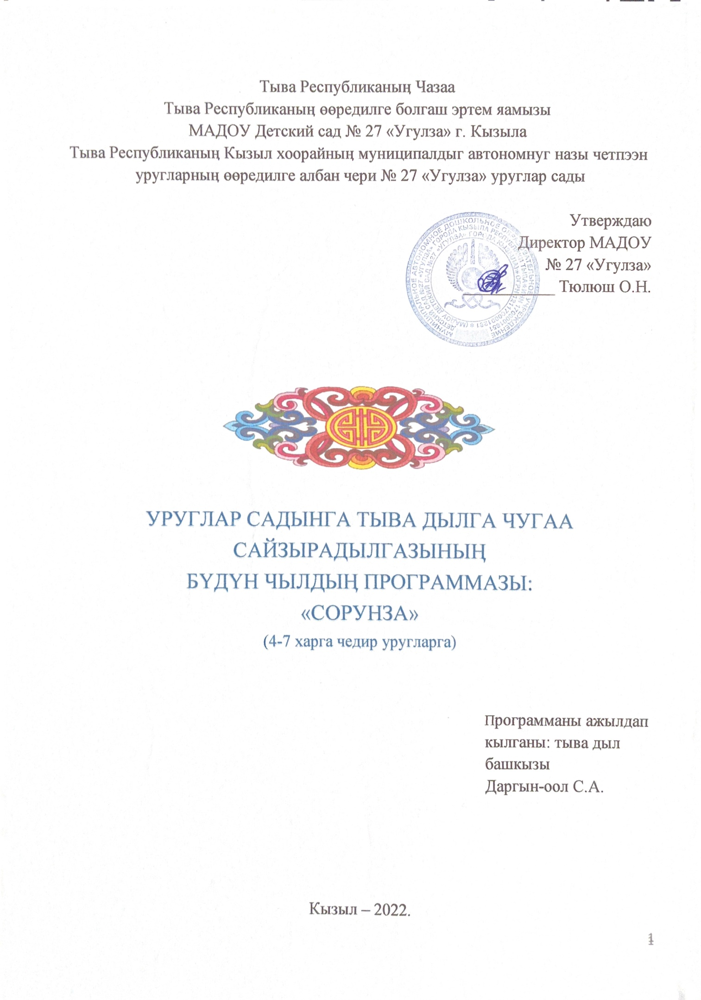 Тыва Республиканың Чазаа
Тыва Республиканың өөредилге болгаш эртем яамызы
МАДОУ Детский сад № 27 «Угулза» г. Кызыла
Тыва Республиканың Кызыл хоорайның муниципалдыг автономнуг назы четпээн
уругларның өөредилге албан чери № 27 «Угулза» уруглар сады
Утверждаю
Директор МАДОУ
№ 27 «Угулза»
Тюлюш О.Н.
МУНИЦИПАЛЬНОЕ АВТОНОМНОЕ ДОШКОЛЬНОЕ ОБРАЗОВАТЕЛЬНОЕ УЧРЕЖДЕНИЕ
ДЕТСКИЙ САД №27 «УГУЛЗА» ГОРОДА КЫЗЫЛА РЕСПУБЛИКИ ТЫВА
(МАДОУ ДЕТСКИЙ САД №27 «УГУЛЗА» ГОРОДА КЫЗЫЛА)
УРУГЛАР САДЫНГА ТЫВА ДЫЛГА ЧУГАА
САЙЗЫРАДЫЛГАЗЫНЫҢ
БҮДҮН ЧЫЛДЫҢ ПРОГРАММАЗЫ:
«СОРУНЗА»
(4-7 харга чедир уругларга)
Программаны ажылдап
кылганы: тыва дыл
башкызы
Даргын-оол С.А.
Кызыл – 2022.
1